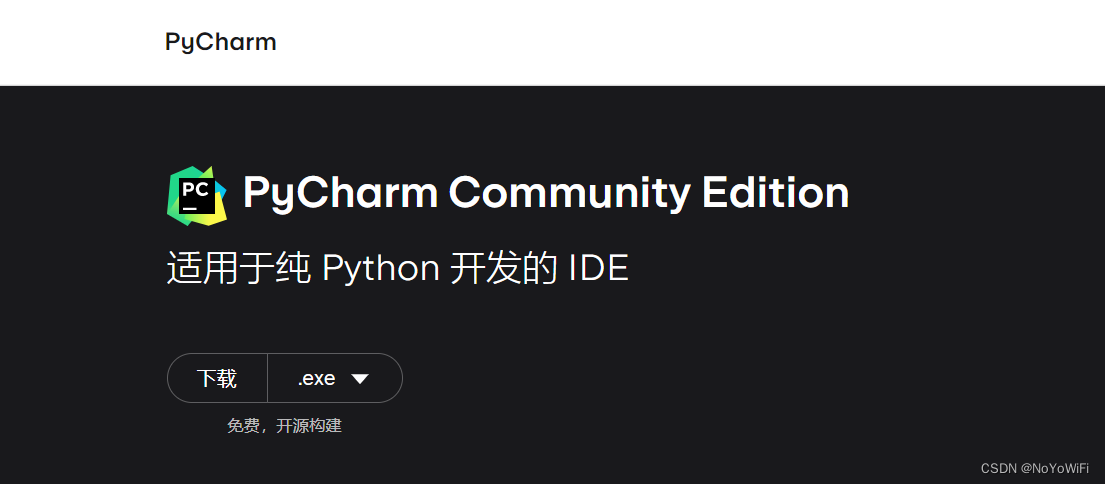 PyCharm
PC
PyCharm Community Edition
适用于纯 Python 开发的 IDE
下载 .exe
免费，开源构建
CSDN @NoYoWiFi